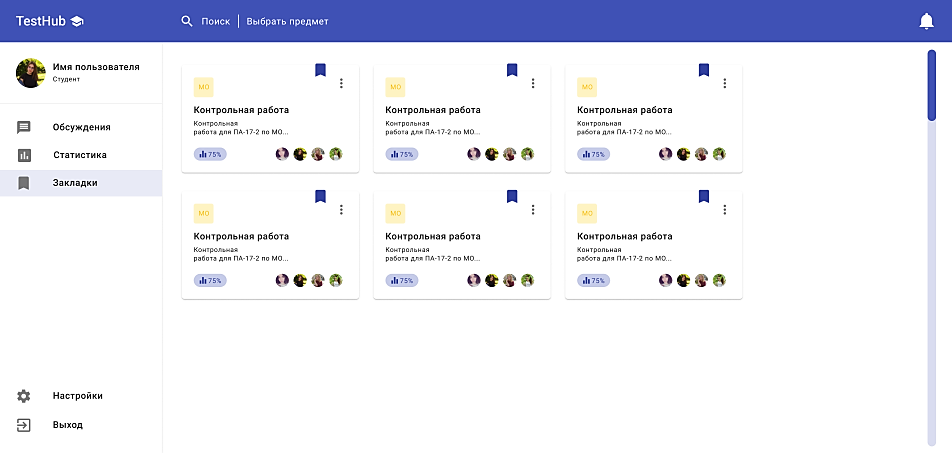 TestHub
Поиск
Выбрать предмет
Имя пользователя
Студент
Обсуждения
Статистика
Закладки
Настройки
Выход
МО
Контрольная работа
Контрольная
работа для ПА-17-2 по МО...
75%
МО
Контрольная работа
Контрольная
работа для ПА-17-2 по МО...
75%
МО
Контрольная работа
Контрольная
работа для ПА-17-2 по МО...
75%
МО
Контрольная работа
Контрольная
работа для ПА-17-2 по МО...
75%
МО
Контрольная работа
Контрольная
работа для ПА-17-2 по МО...
75%
МО
Контрольная работа
Контрольная
работа для ПА-17-2 по МО...
75%